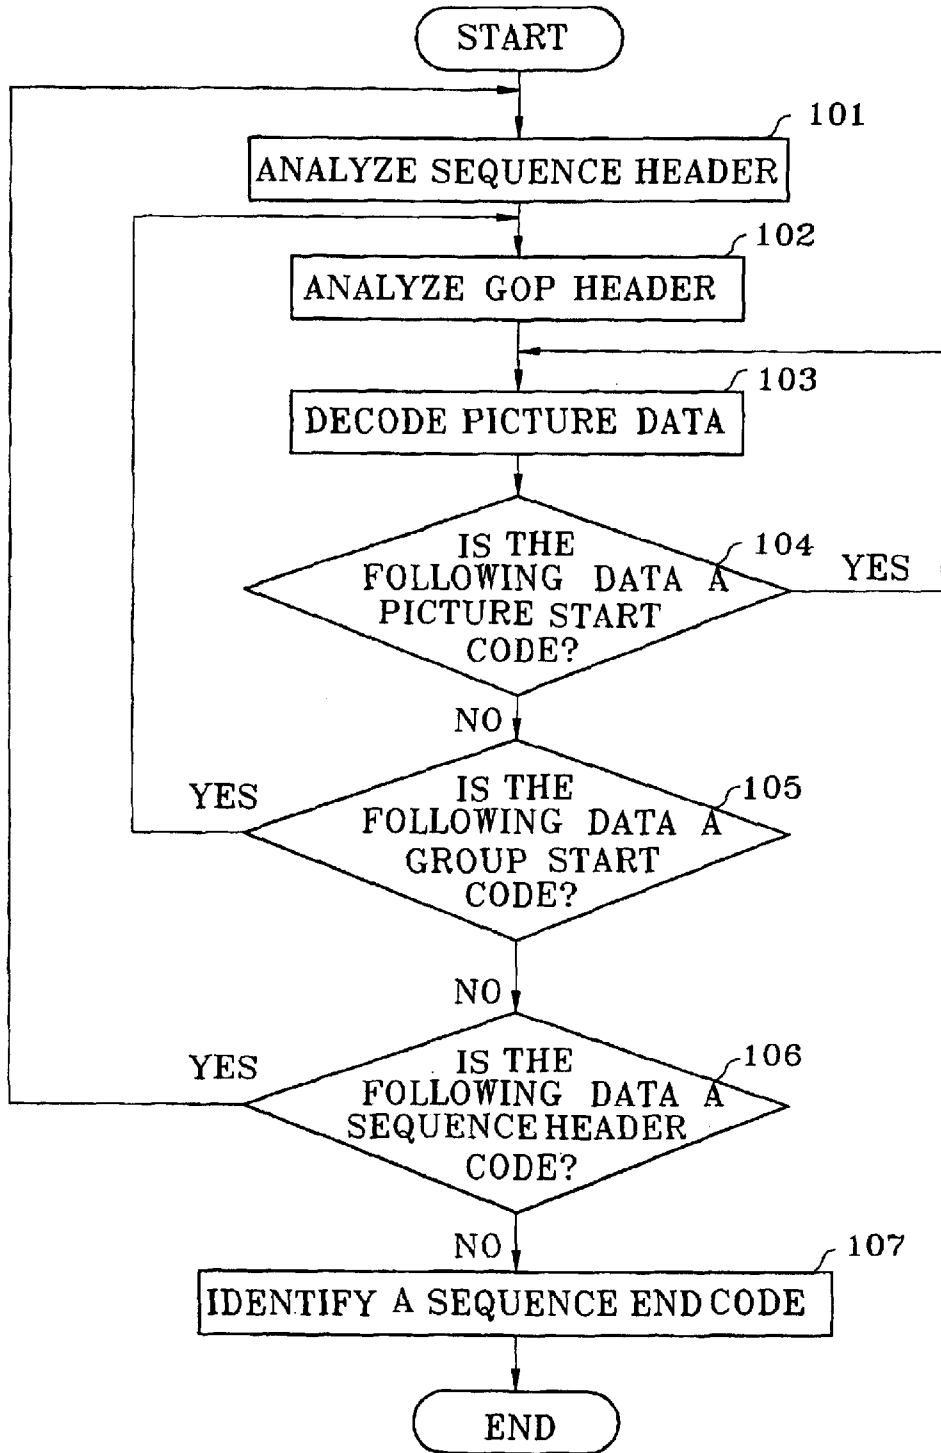 START
101
ANALYZE SEQUENCE HEADER
102
ANALYZE GOP HEADER
103
DECODE PICTURE DATA
104
IS THE
FOLLOWING DATA A
PICTURE START
CODE?
YES
NO
105
IS THE
FOLLOWING DATA A
GROUP START
CODE?
YES
NO
106
IS THE
FOLLOWING DATA A
SEQUENCE HEADER
CODE?
YES
NO
107
IDENTIFY A SEQUENCE END CODE
END